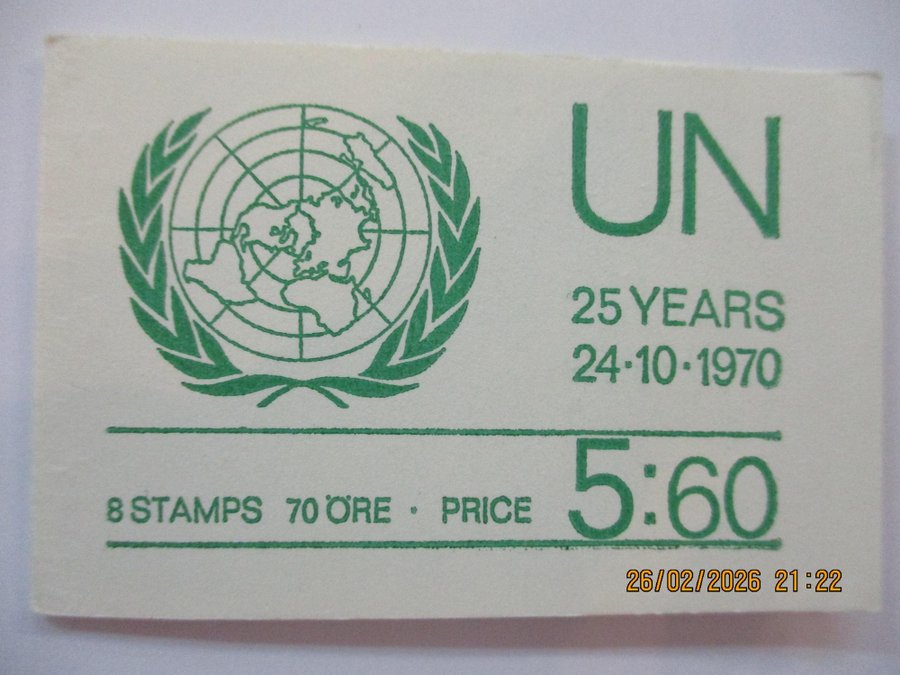 UN
25 YEARS
24·10·1970
8 STAMPS 70 ÖRE · PRICE 5:60
26/02/2026 21:22